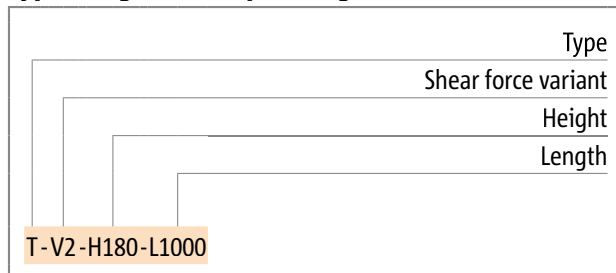 Type
Shear force variant
Height
Length
T-V2-H180-L1000